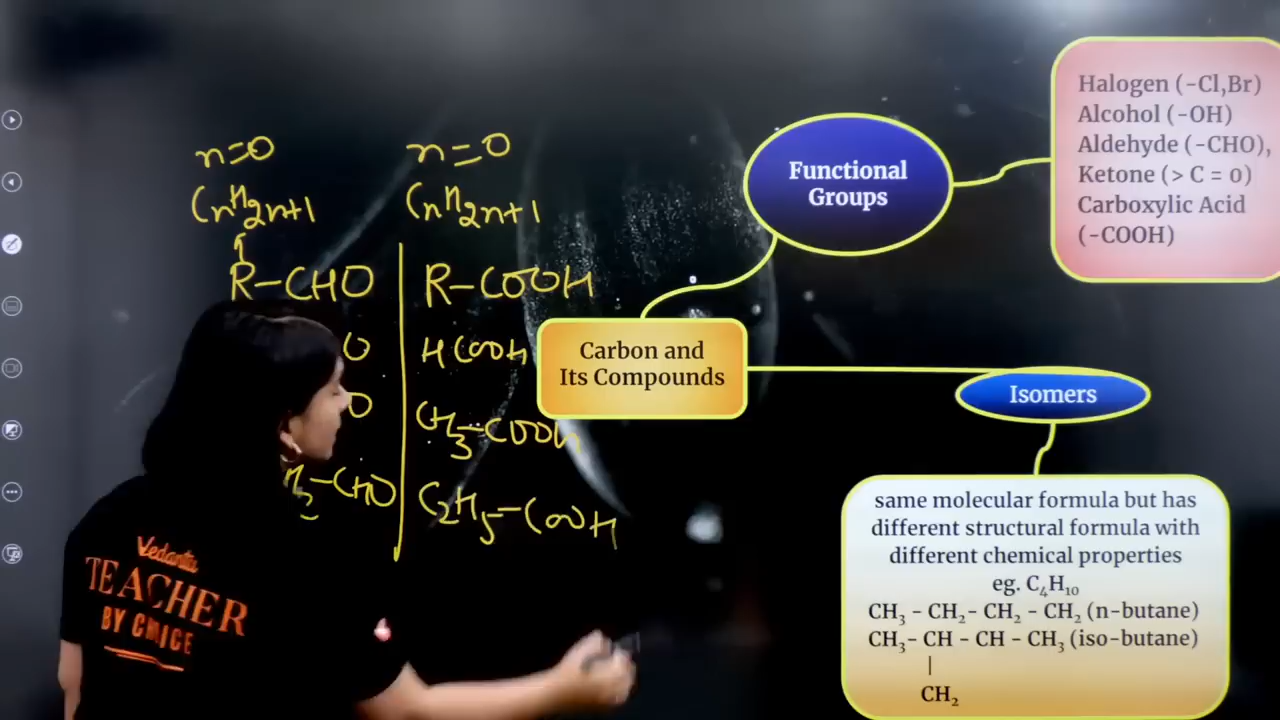 n=0
CnH2n+1
R-CHO
O
O
H5-CHO
n=0
CnH2n+1
R-COOH
HCOOH
CH3-COOH
C2H5-COOH
Vedantu
TEACHER
BY CHOICE
Carbon and
Its Compounds
Functional
Groups
Halogen (-Cl,Br)
Alcohol (-OH)
Aldehyde (-CHO),
Ketone (> C = 0)
Carboxylic Acid
(-COOH)
Isomers
same molecular formula but has
different structural formula with
different chemical properties
eg. C₄H₁₀
CH₃ - CH₂- CH₂ - CH₂ (n-butane)
CH₃- CH - CH - CH₃ (iso-butane)
|
CH₂